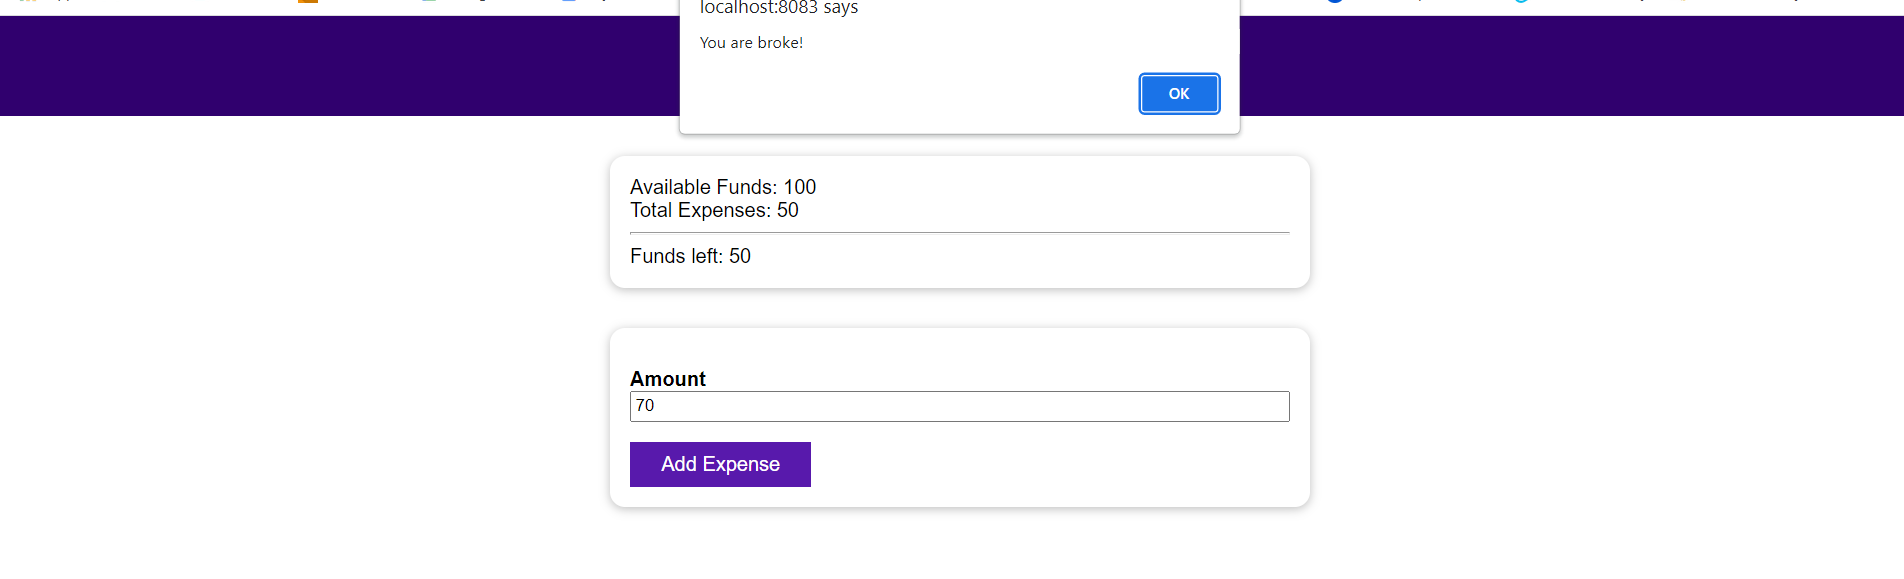 localhost:8083 says
You are broke!
OK
Available Funds: 100
Total Expenses: 50
Funds left: 50
Amount
70
Add Expense